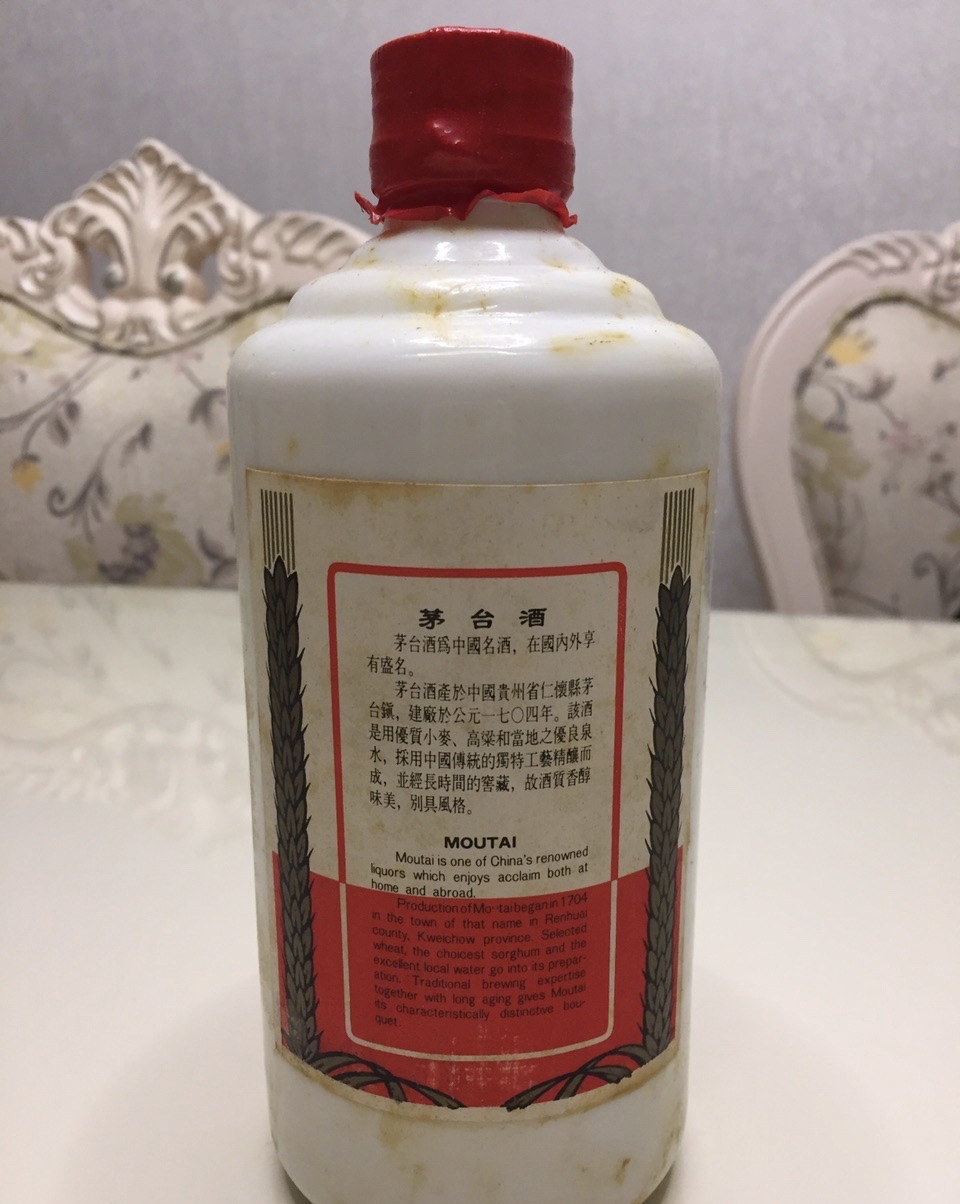 茅台酒
茅台酒爲中國名酒，在國內外享
有盛名。
茅台酒產於中國貴州省仁懷縣茅
台鎭，建廠於公元一七〇四年。該酒
是用優質小麥、高粱和當地之優良泉
水，採用中國傳統的獨特工藝精釀而
成，並經長時間的窖藏，故酒質香醇
味美，別具風格。
MOUTAI
Moutai is one of China's renowned
liquors which enjoys acclaim both at
home and abroad.
Production of Mo-tai began in 1704
in the town of that name in Renhuai
county, Kweichow province. Selected
wheat, the choicest sorghum and the
excellent local water go into its prepar-
ation. Traditional brewing expertise
together with long aging gives Moutai
its characteristically distinctive bou-
quet.